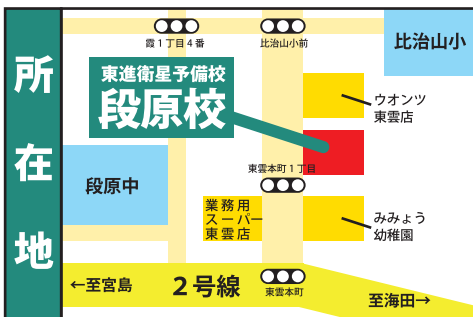 所在地
霞1丁目4番
比治山小前
比治山小
東進衛星予備校
段原校
ウオンツ
東雲店
段原中
東雲本町1丁目
業務用
スーパー
東雲店
みみょう
幼稚園
←至宮島
2号線
東雲本町
至海田→